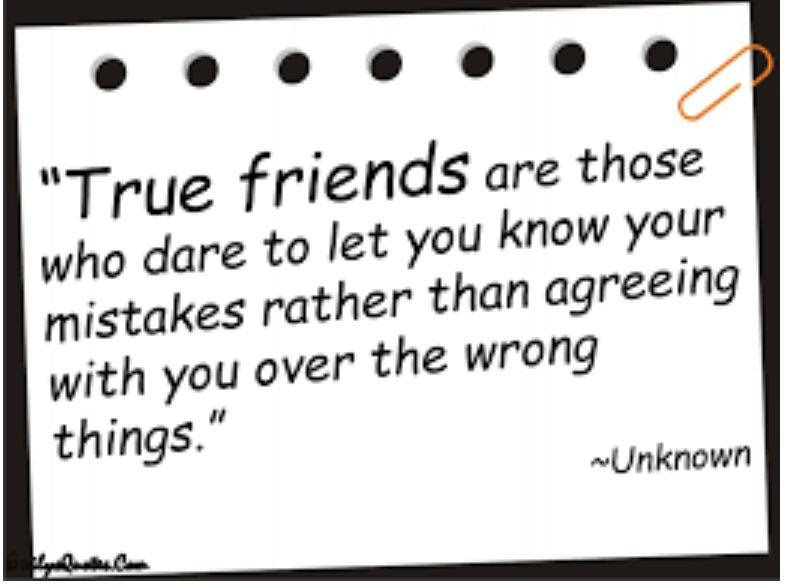 “True friends are those
who dare to let you know your
mistakes rather than agreeing
with you over the wrong
things.”
~Unknown